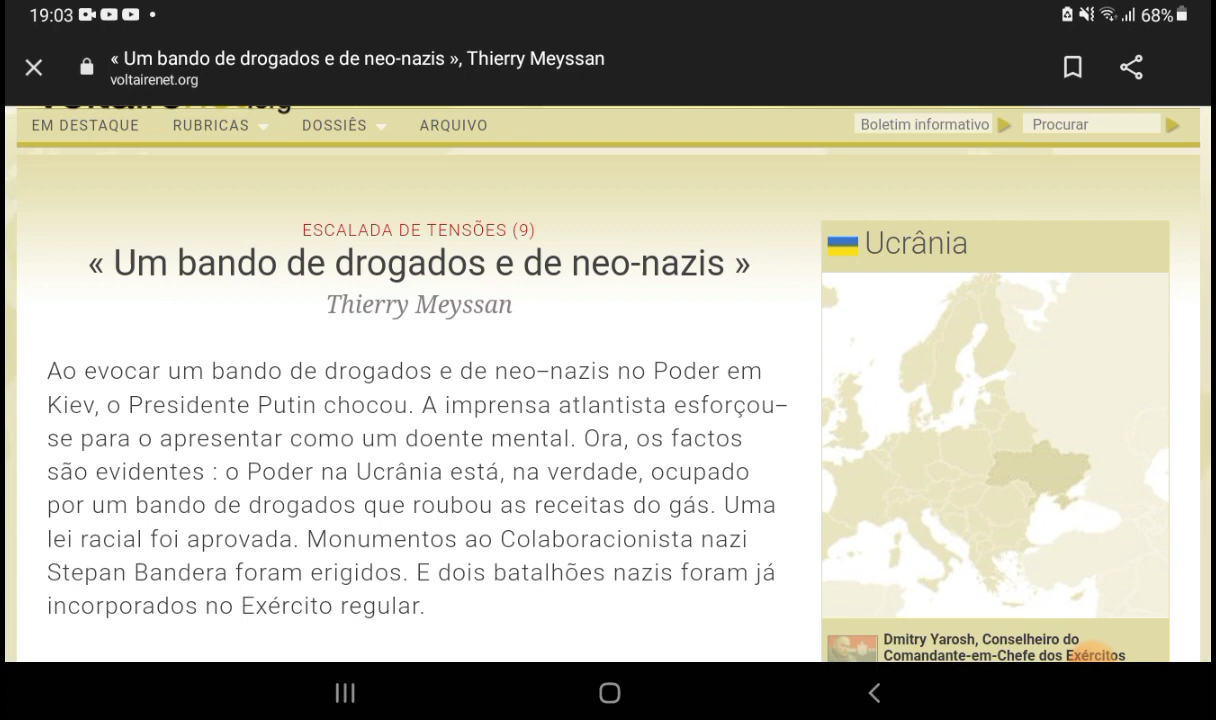 19:03
68%
« Um bando de drogados e de neo-nazis », Thierry Meyssan
voltairenet.org
EM DESTAQUE RUBRICAS DOSSIÊS ARQUIVO Boletim informativo Procurar
ESCALADA DE TENSÕES (9)
« Um bando de drogados e de neo-nazis »
Thierry Meyssan
Ao evocar um bando de drogados e de neo–nazis no Poder em
Kiev, o Presidente Putin chocou. A imprensa atlantista esforçou–
se para o apresentar como um doente mental. Ora, os factos
são evidentes : o Poder na Ucrânia está, na verdade, ocupado
por um bando de drogados que roubou as receitas do gás. Uma
lei racial foi aprovada. Monumentos ao Colaboracionista nazi
Stepan Bandera foram erigidos. E dois batalhões nazis foram já
incorporados no Exército regular.
Ucrânia
Dmitry Yarosh, Conselheiro do
Comandante-em-Chefe dos Exércitos